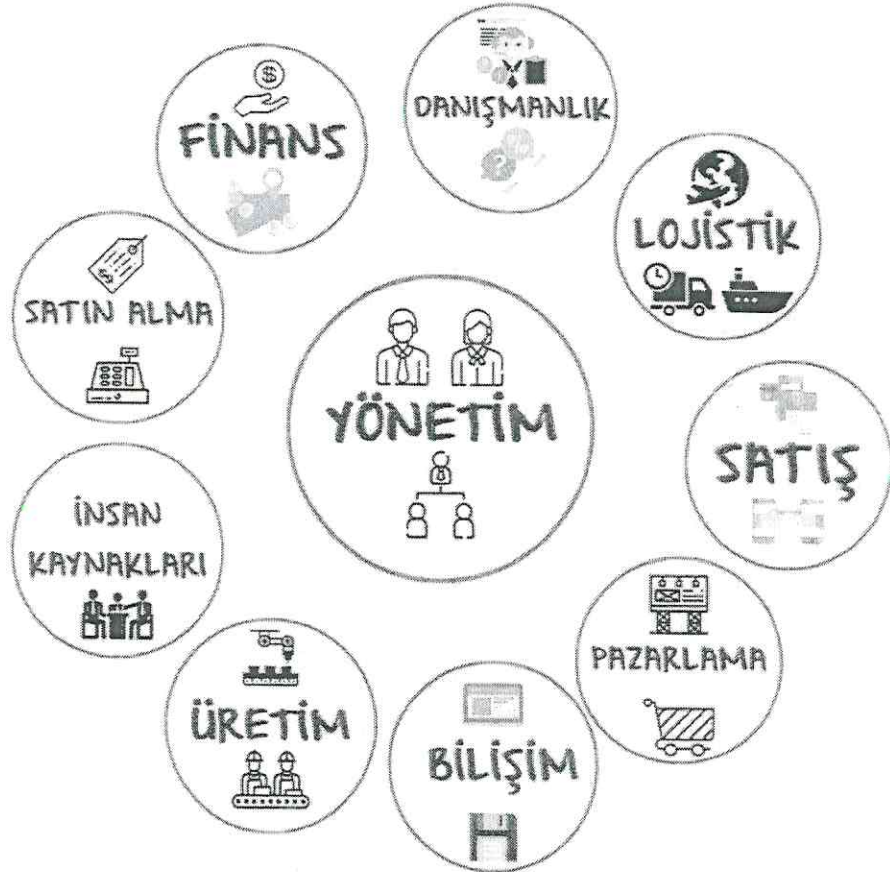 DANIŞMANLIK
FİNANS
LOJİSTİK
SATIN ALMA
YÖNETİM
SATIŞ
İNSAN
KAYNAKLARI
PAZARLAMA
ÜRETİM
BİLİŞİM